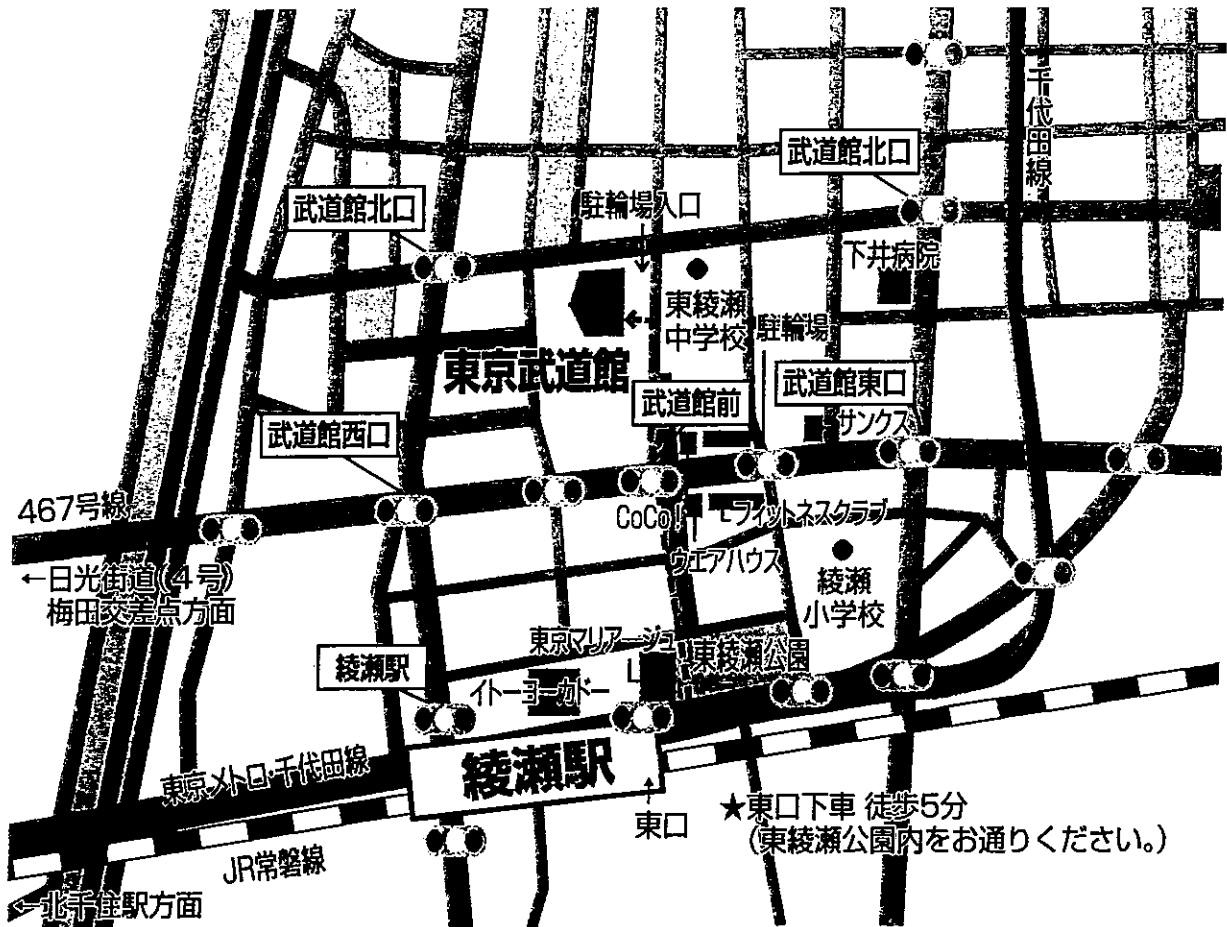 千代田線
武道館北口
武道館北口
駐輪場入口
下井病院
東綾瀬
中学校
駐輪場
東京武道館
武道館前
武道館東口
サンクス
武道館西口
467号線
CoCo!
フィットネスクラブ
ウエアハウス
←日光街道(4号)
梅田交差点方面
綾瀬
小学校
東京マリアージュ
東綾瀬公園
綾瀬駅
イトーヨーカドー
綾瀬駅
東京メトロ・千代田線
東口
★東口下車 徒歩5分
(東綾瀬公園内をお通りください。)
JR常磐線
←北千住駅方面